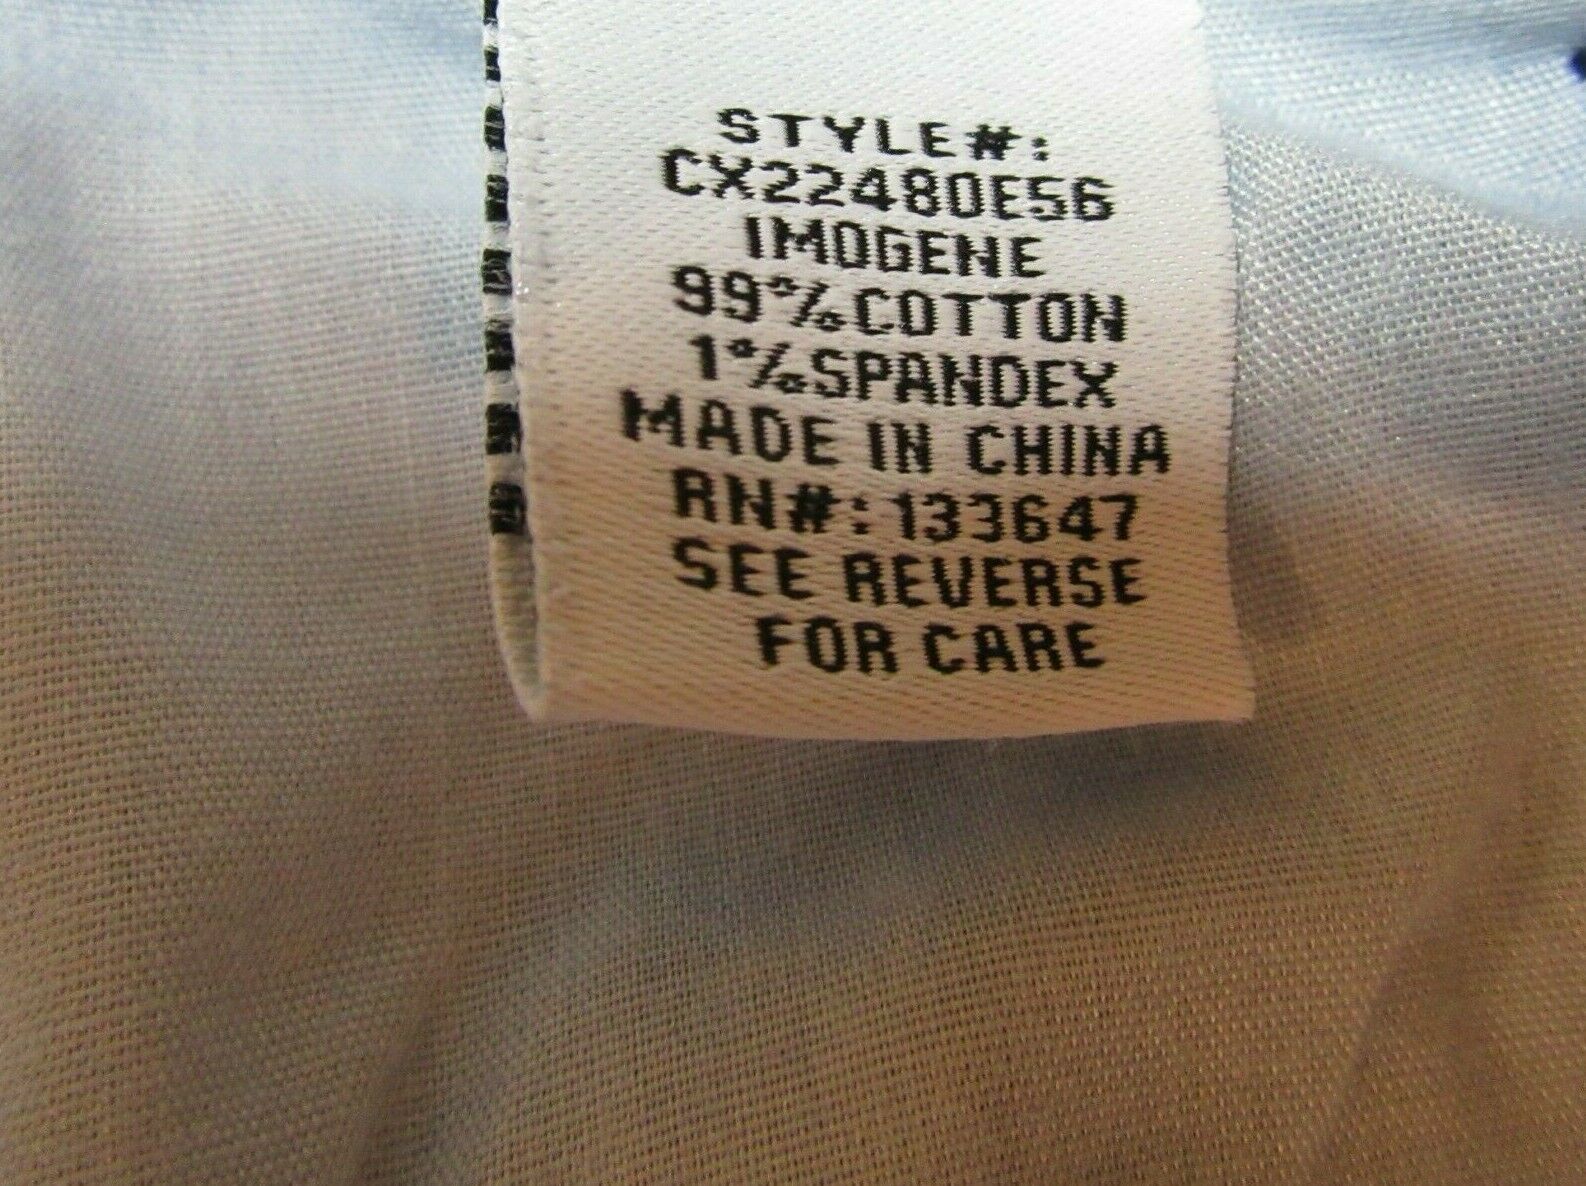 STYLE#:
CX22480E56
IMOGENE
99%COTTON
1%SPANDEX
MADE IN CHINA
RN#:133647
SEE REVERSE
FOR CARE